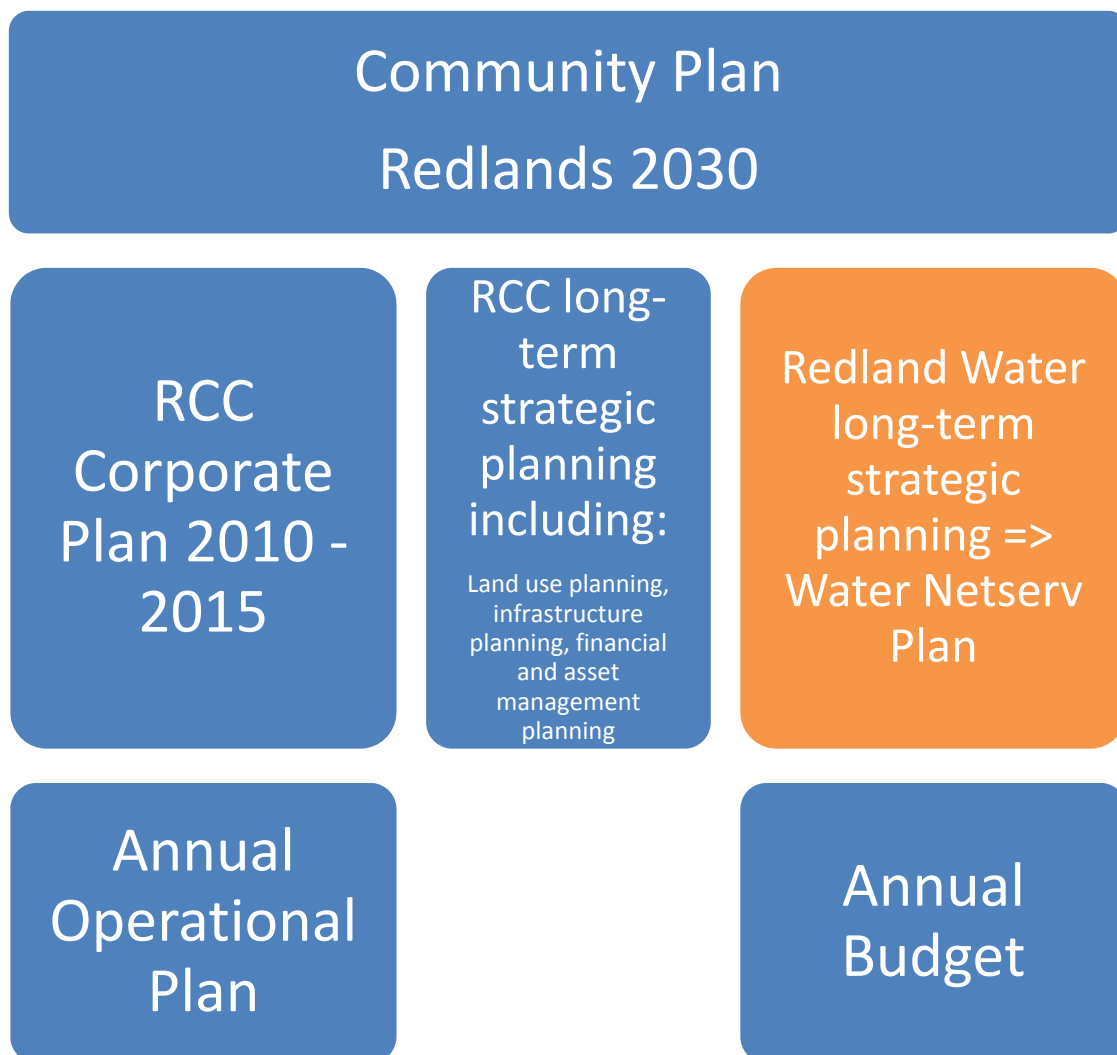 Community Plan
Redlands 2030
RCC
Corporate
Plan 2010 -
2015
RCC long-
term
strategic
planning
including:
Land use planning,
infrastructure
planning, financial
and asset
management
planning
Redland Water
long-term
strategic
planning =>
Water Netserv
Plan
Annual
Operational
Plan
Annual
Budget